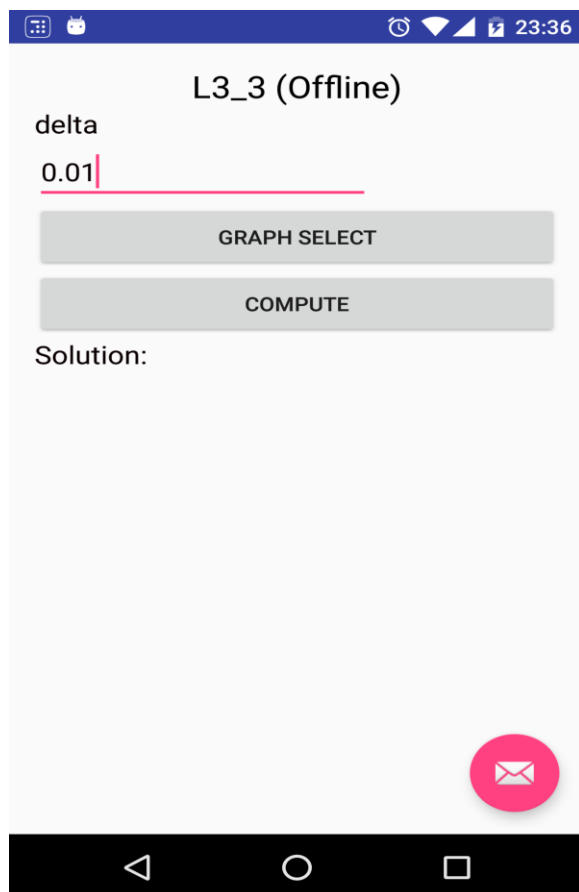 23:36
L3_3 (Offline)
delta
0.01
GRAPH SELECT
COMPUTE
Solution: